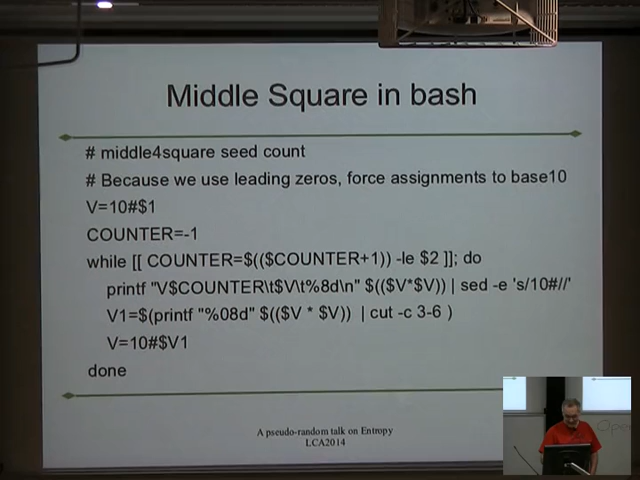 Middle Square in bash
# middle4square seed count
# Because we use leading zeros, force assignments to base10
V=10#$1
COUNTER=-1
while [[ COUNTER=$(($COUNTER+1)) -le $2 ]]; do
printf "V$COUNTER\t$V\t%8d\n" $(($V*$V)) | sed -e 's/10#//'
V1=$(printf "%08d" $(($V * $V)) | cut -c 3-6 )
V=10#$V1
done
A pseudo-random talk on Entropy
LCA2014